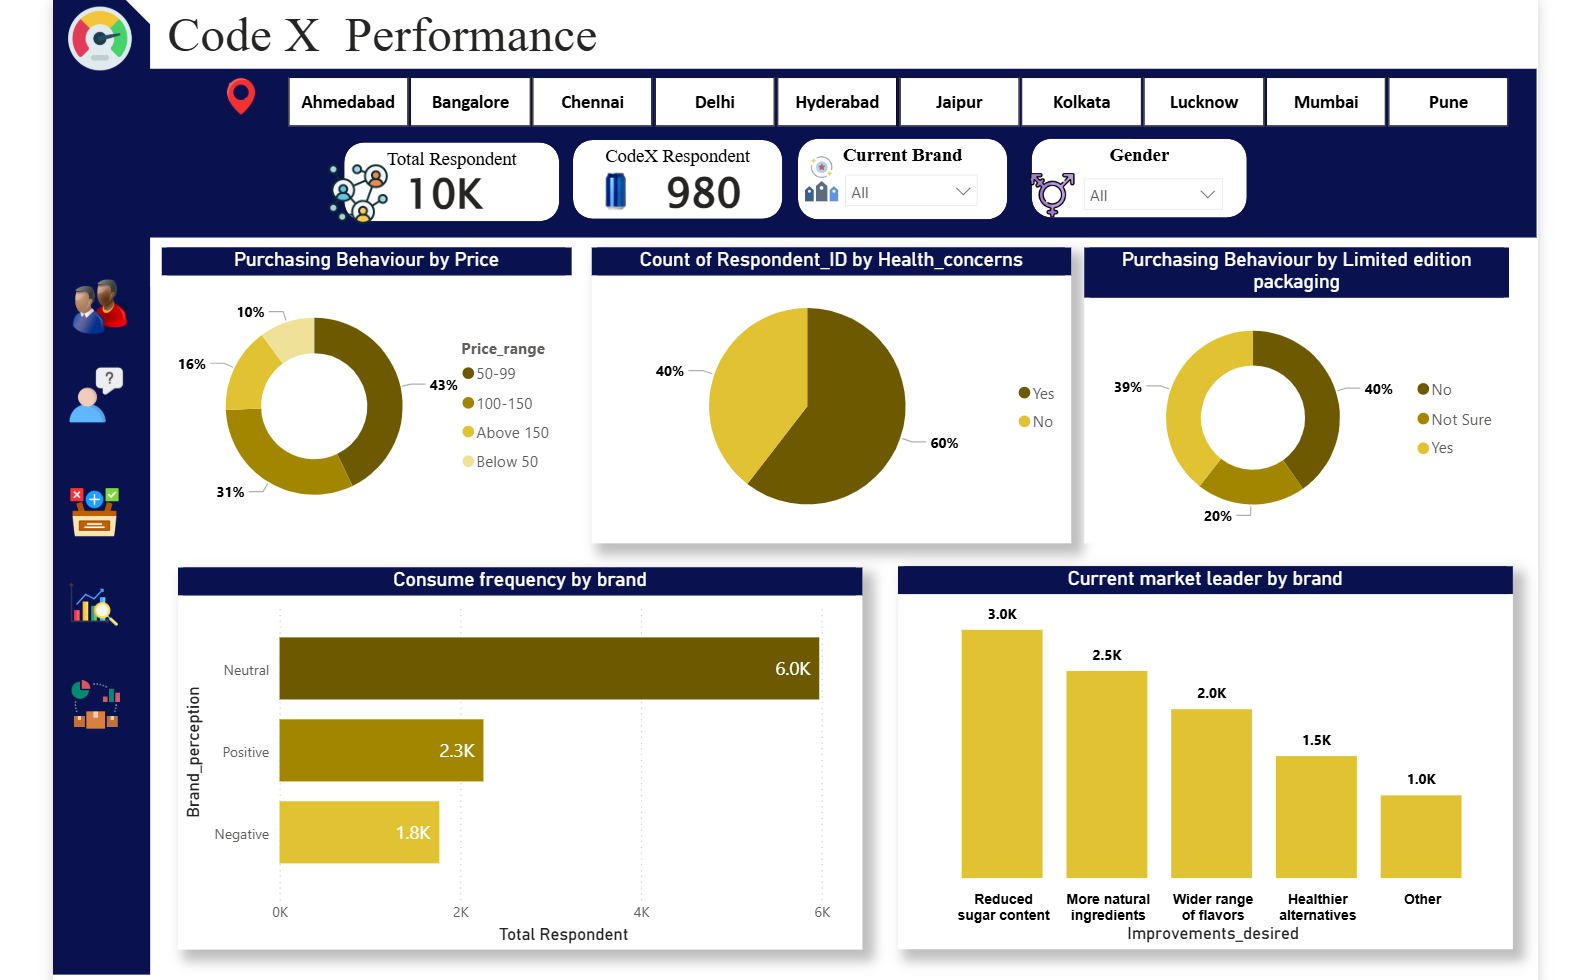 Code X  Performance
Ahmedabad
Bangalore
Chennai
Delhi
Hyderabad
Jaipur
Kolkata
Lucknow
Mumbai
Pune
Total Respondent
10K
CodeX Respondent
980
Current Brand
All
Gender
All
Purchasing Behaviour by Price
10%
16%
43%
31%
Price_range
50-99
100-150
Above 150
Below 50
Count of Respondent_ID by Health_concerns
40%
60%
Yes
No
Purchasing Behaviour by Limited edition
packaging
39%
40%
20%
No
Not Sure
Yes
?
Consume frequency by brand
Brand_perception
Neutral
6.0K
Positive
2.3K
Negative
1.8K
0K
2K
4K
6K
Total Respondent
Current market leader by brand
3.0K
2.5K
2.0K
1.5K
1.0K
Reduced
sugar content
More natural
ingredients
Wider range
of flavors
Healthier
alternatives
Other
Improvements_desired